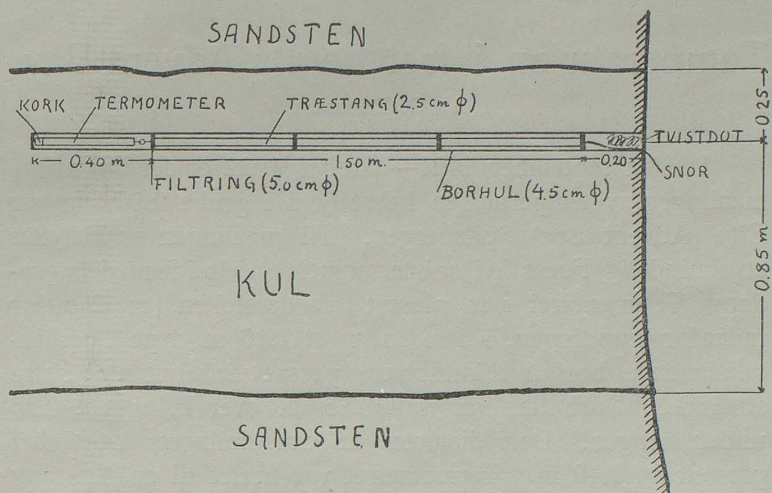 SANDSTEN
KORK
TERMOMETER
TRÆSTANG (2.5 cm ϕ)
0.25
TVISTDOT
0.40 m
1.50 m.
0.20
SNOR
FILTRING (5.0 cm ϕ)
BORHUL (4.5 cm ϕ)
0.85 m
KUL
SANDSTEN